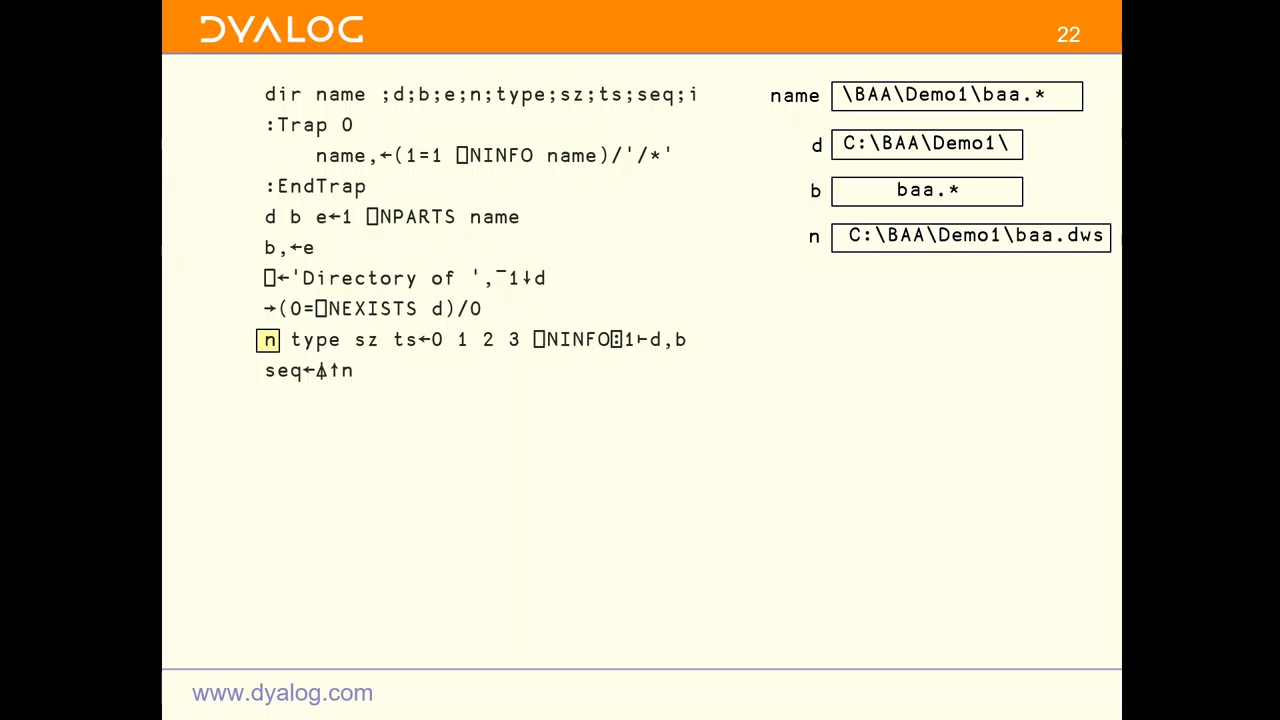 DYALOG
22
dir name ;d;b;e;n;type;sz;ts;seq;i
:Trap 0
name,←(1=1 ⎕NINFO name)/'/*'
:EndTrap
d b e←1 ⎕NPARTS name
b,←e
⎕←'Directory of ',¯1↓d
→(0=⎕NEXISTS d)/0
n type sz ts←0 1 2 3 ⎕NINFO⍠1⊢d,b
seq←⍋↑n
name \BAA\Demo1\baa.*
d C:\BAA\Demo1\
b baa.*
n C:\BAA\Demo1\baa.dws
www.dyalog.com